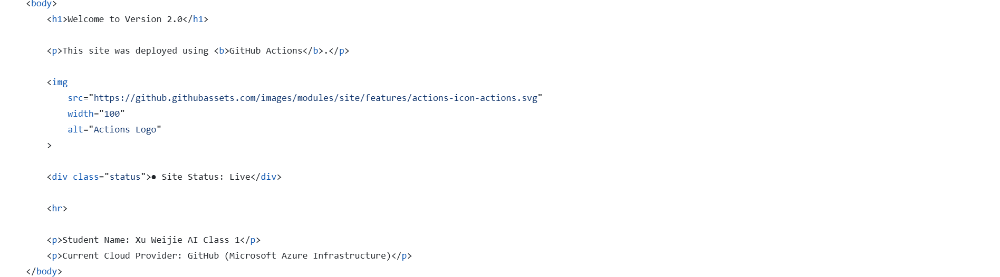 <body>
<h1>Welcome to Version 2.0</h1>
<p>This site was deployed using <b>GitHub Actions</b>.</p>
<img
src="https://github.githubassets.com/images/modules/site/features/actions-icon-actions.svg"
width="100"
alt="Actions Logo"
>
<div class="status">● Site Status: Live</div>
<hr>
<p>Student Name: Xu Weijie AI Class 1</p>
<p>Current Cloud Provider: GitHub (Microsoft Azure Infrastructure)</p>
</body>